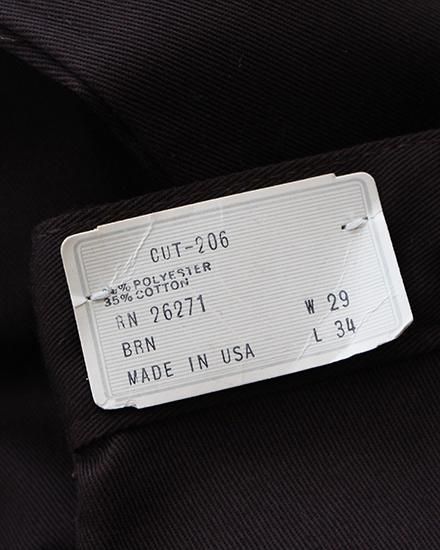 CUT-206
% POLYESTER
35% COTTON
RN 26271
BRN
MADE IN USA
W 29
L 34